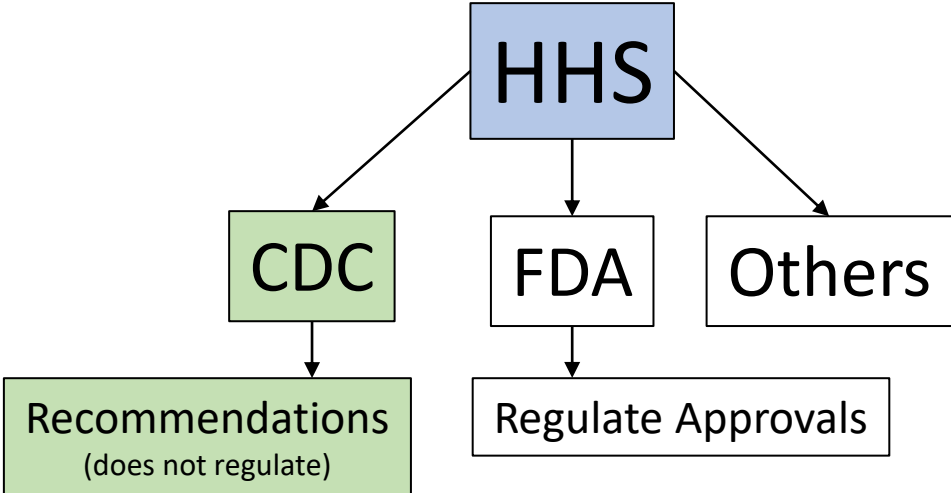 HHS
CDC
FDA
Others
Recommendations
(does not regulate)
Regulate Approvals